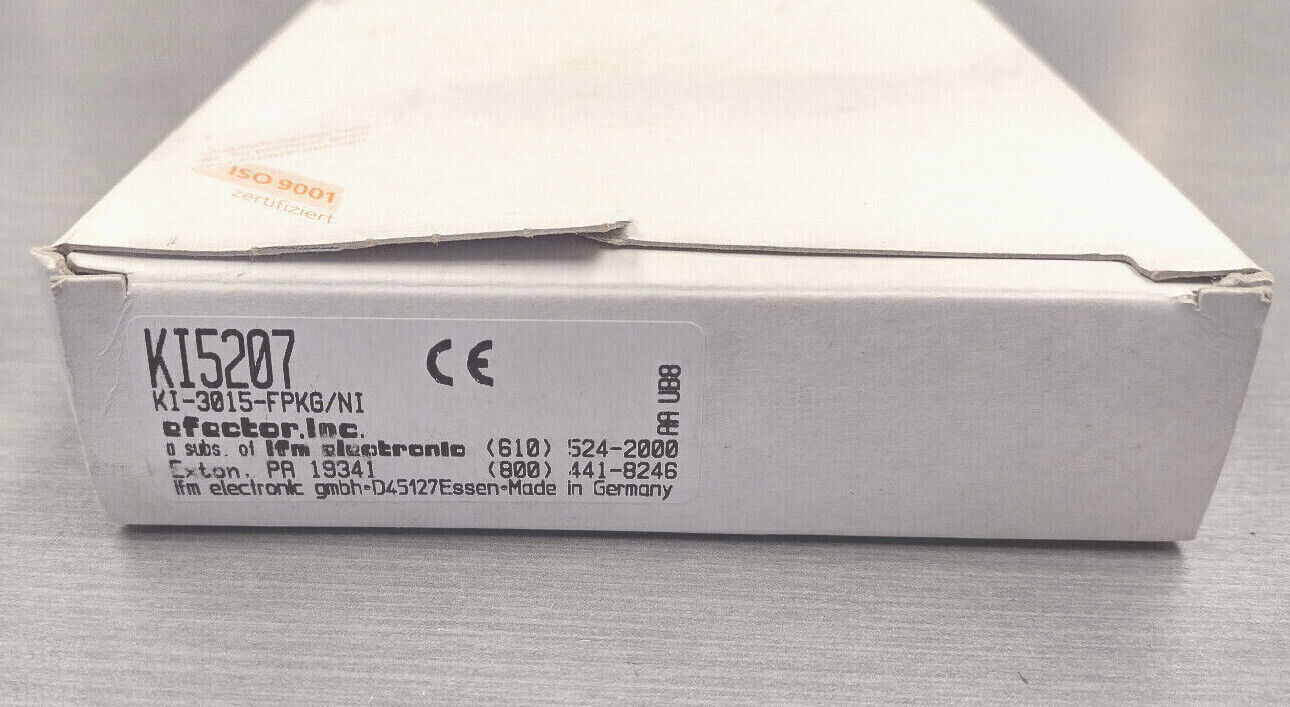 ISO 9001
zertifiziert
KI5207
CE
KI-3015-FPKG/NI
AA UB8
efector,Inc.
a subs. of ifm electronic (610) 524-2000
Exton, PA 19341 (800) 441-8246
ifm electronic gmbh•D45127Essen•Made in Germany